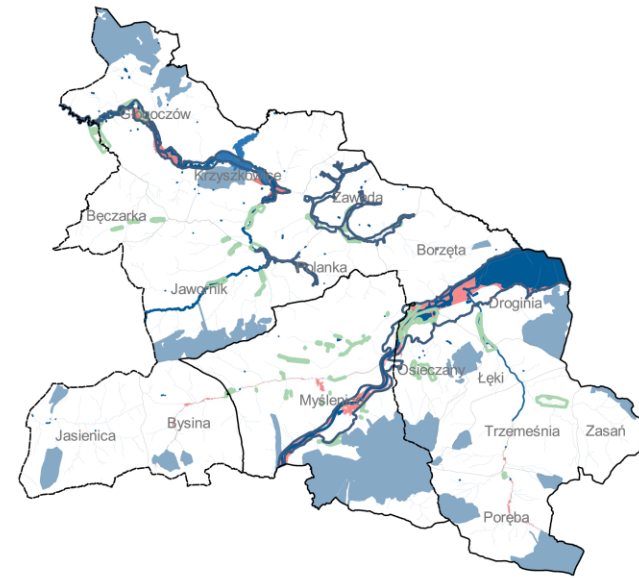 Głogoczów
Krzyszkowice
Zawada
Bęczarka
Borzęta
Polanka
Jawornik
Droginia
Osieczany
Łęki
Myślenice
Bysina
Jasienica
Trzemeśnia
Zasań
Poręba